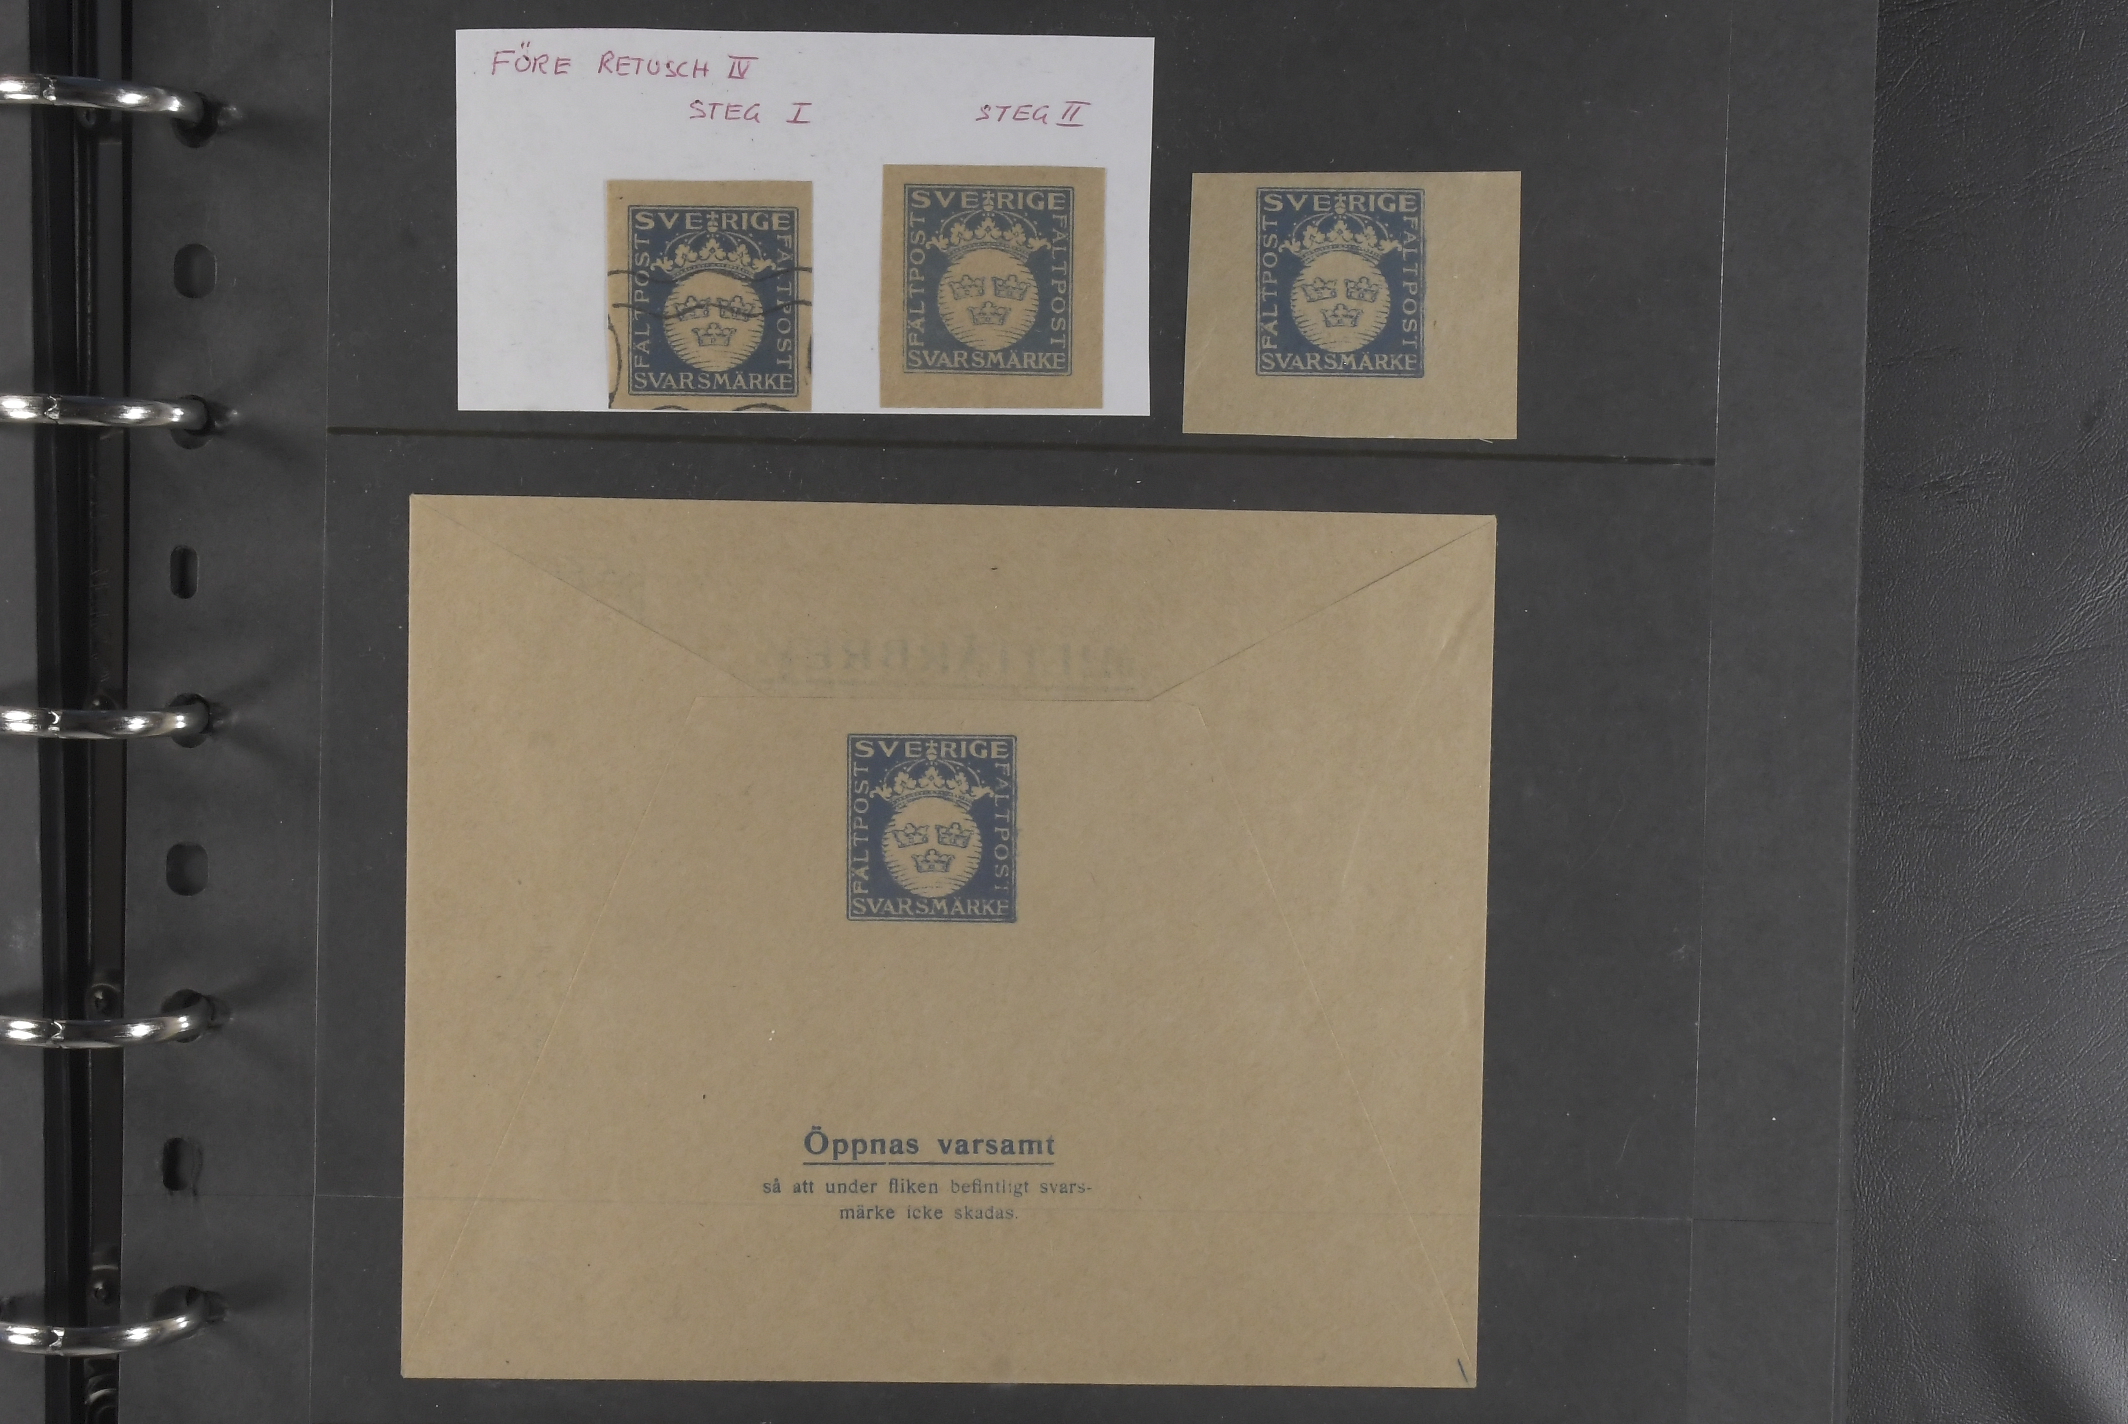 FÖRE RETUSCH IV
STEG I
STEG II
SVERIGE
FÄLTPOST
FÄLTPOST
SVARSMÄRKE
SVERIGE
FÄLTPOST
FÄLTPOST
SVARSMÄRKE
SVERIGE
FÄLTPOST
FÄLTPOST
SVARSMÄRKE
SVERIGE
FÄLTPOST
FÄLTPOST
SVARSMÄRKE
Öppnas varsamt
så att under fliken befintligt svars-
märke icke skadas.